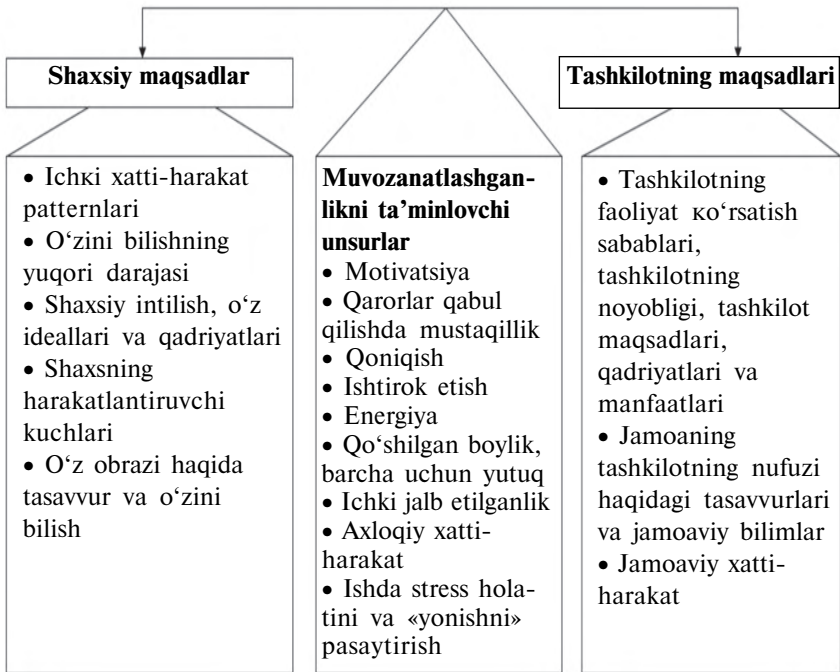 Shaxsiy maqsadlar
Tashkilotning maqsadlari
• Ichкi xatti-harakat
patternlari
• O‘zini bilishning
yuqori darajasi
• Shaxsiy intilish, o‘z
ideallari va qadriyatlari
• Shaxsning
harakatlantiruvchi
kuchlari
• O‘z obrazi haqida
tasavvur va o‘zini
bilish
Muvozanatlashgan-
likni ta’minlovchi
unsurlar
• Motivatsiya
• Qarorlar qabul
qilishda mustaqillik
• Qoniqish
• Ishtirok etish
• Energiya
• Qo‘shilgan boylik,
barcha uchun yutuq
• Ichki jalb etilganlik
• Axloqiy xatti-
harakat
• Ishda stress hola-
tini va «yonishni»
pasaytirish
• Tashkilotning
faoliyat кo‘rsatish
sabablari,
tashkilotning
noyobligi, tashkilot
maqsadlari,
qadriyatlari va
manfaatlari
• Jamoaning
tashkilotning nufuzi
haqidagi tasavvurlari
va jamoaviy bilimlar
• Jamoaviy xatti-
harakat